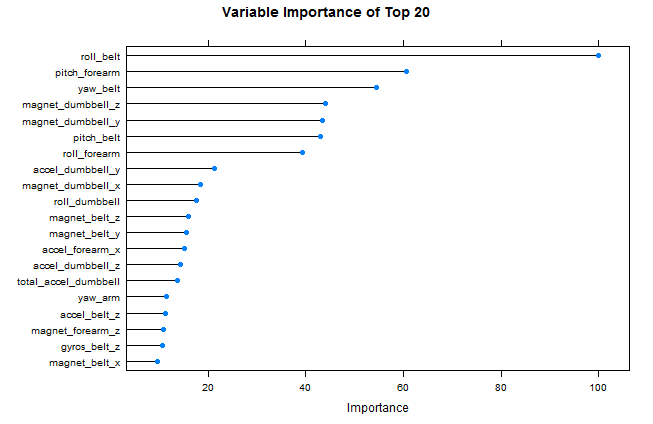 Variable Importance of Top 20
roll_belt
pitch_forearm
yaw_belt
magnet_dumbbell_z
magnet_dumbbell_y
pitch_belt
roll_forearm
accel_dumbbell_y
magnet_dumbbell_x
roll_dumbbell
magnet_belt_z
magnet_belt_y
accel_forearm_x
accel_dumbbell_z
total_accel_dumbbell
yaw_arm
accel_belt_z
magnet_forearm_z
gyros_belt_z
magnet_belt_x
20 40 60 80 100
Importance